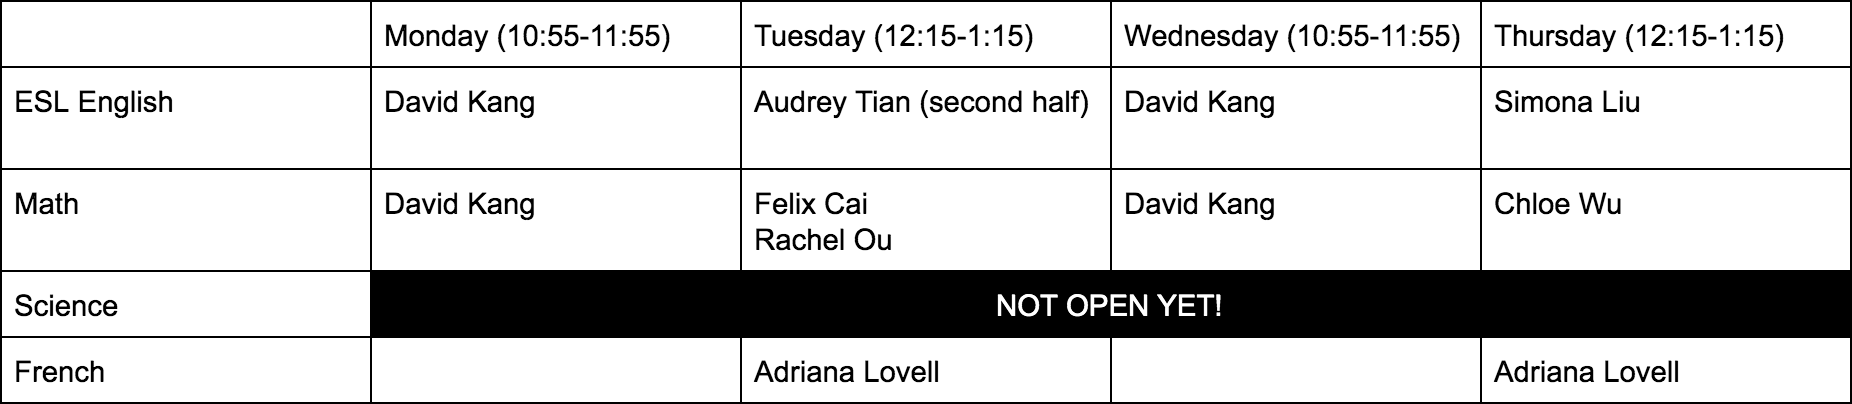 Monday (10:55-11:55) Tuesday (12:15-1:15) Wednesday (10:55-11:55) Thursday (12:15-1:15)
ESL English David Kang Audrey Tian (second half) David Kang Simona Liu
Math David Kang Felix Cai David Kang Chloe Wu
Rachel Ou
Science NOT OPEN YET!
French Adriana Lovell Adriana Lovell